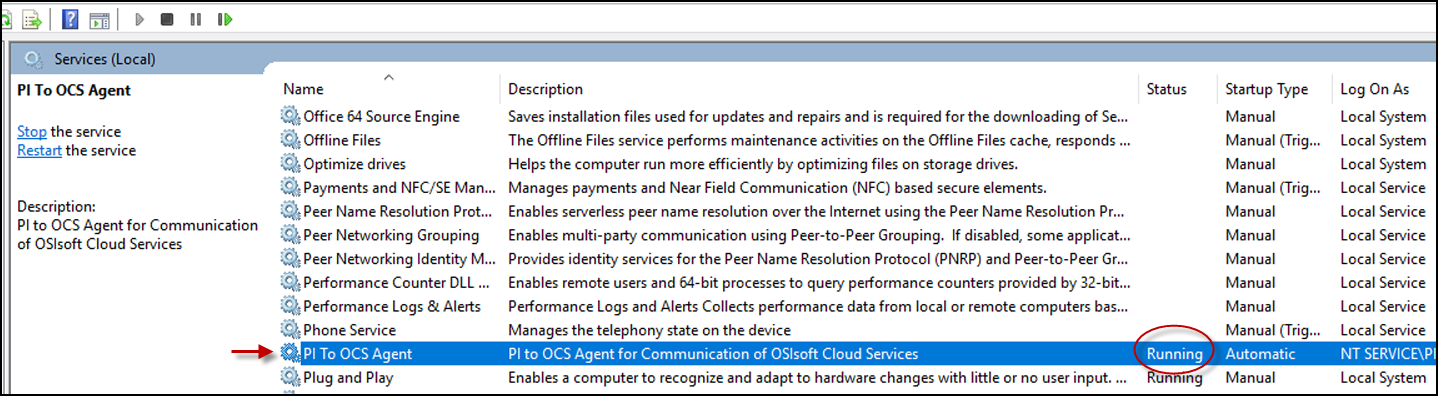 Services (Local)
PI To OCS Agent
Stop the service
Restart the service
Description:
PI to OCS Agent for Communication
of OSIsoft Cloud Services
Name Description Status Startup Type Log On As
Office 64 Source Engine Saves installation files used for updates and repairs and is required for the downloading of Se... Manual Local System
Offline Files The Offline Files service performs maintenance activities on the Offline Files cache, responds ... Manual (Trig... Local System
Optimize drives Helps the computer run more efficiently by optimizing files on storage drives. Manual Local System
Payments and NFC/SE Man... Manages payments and Near Field Communication (NFC) based secure elements. Manual (Trig... Local Service
Peer Name Resolution Prot... Enables serverless peer name resolution over the Internet using the Peer Name Resolution Pr... Manual Local Service
Peer Networking Grouping Enables multi-party communication using Peer-to-Peer Grouping. If disabled, some applicat... Manual Local Service
Peer Networking Identity M... Provides identity services for the Peer Name Resolution Protocol (PNRP) and Peer-to-Peer Gr... Manual Local Service
Performance Counter DLL ... Enables remote users and 64-bit processes to query performance counters provided by 32-bit... Manual Local Service
Performance Logs & Alerts Performance Logs and Alerts Collects performance data from local or remote computers bas... Manual Local Service
Phone Service Manages the telephony state on the device Manual (Trig... Local Service
PI To OCS Agent PI to OCS Agent for Communication of OSIsoft Cloud Services Running Automatic NT SERVICE\PI
Plug and Play Enables a computer to recognize and adapt to hardware changes with little or no user input. ... Running Manual Local System